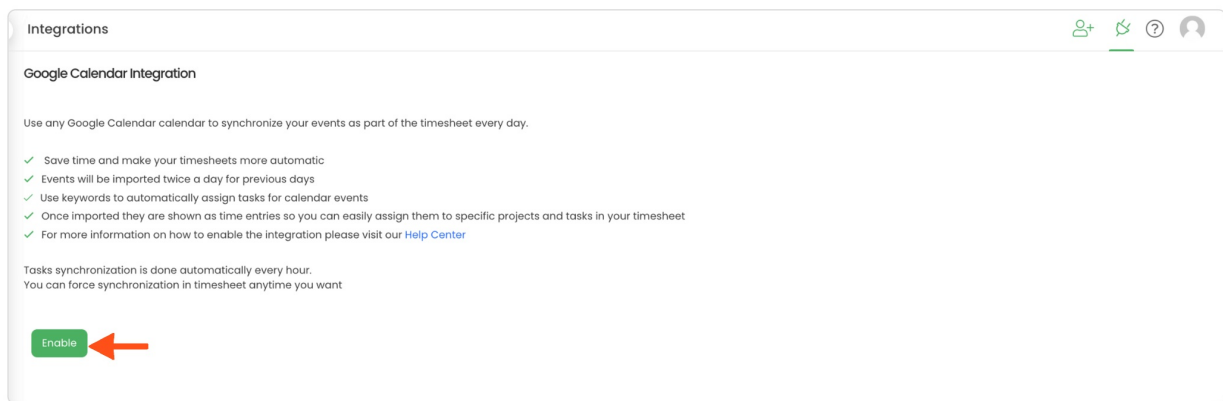 Integrations
Google Calendar Integration
Use any Google Calendar calendar to synchronize your events as part of the timesheet every day.
Save time and make your timesheets more automatic
Events will be imported twice a day for previous days
Use keywords to automatically assign tasks for calendar events
Once imported they are shown as time entries so you can easily assign them to specific projects and tasks in your timesheet
For more information on how to enable the integration please visit our Help Center
Tasks synchronization is done automatically every hour.
You can force synchronization in timesheet anytime you want
Enable